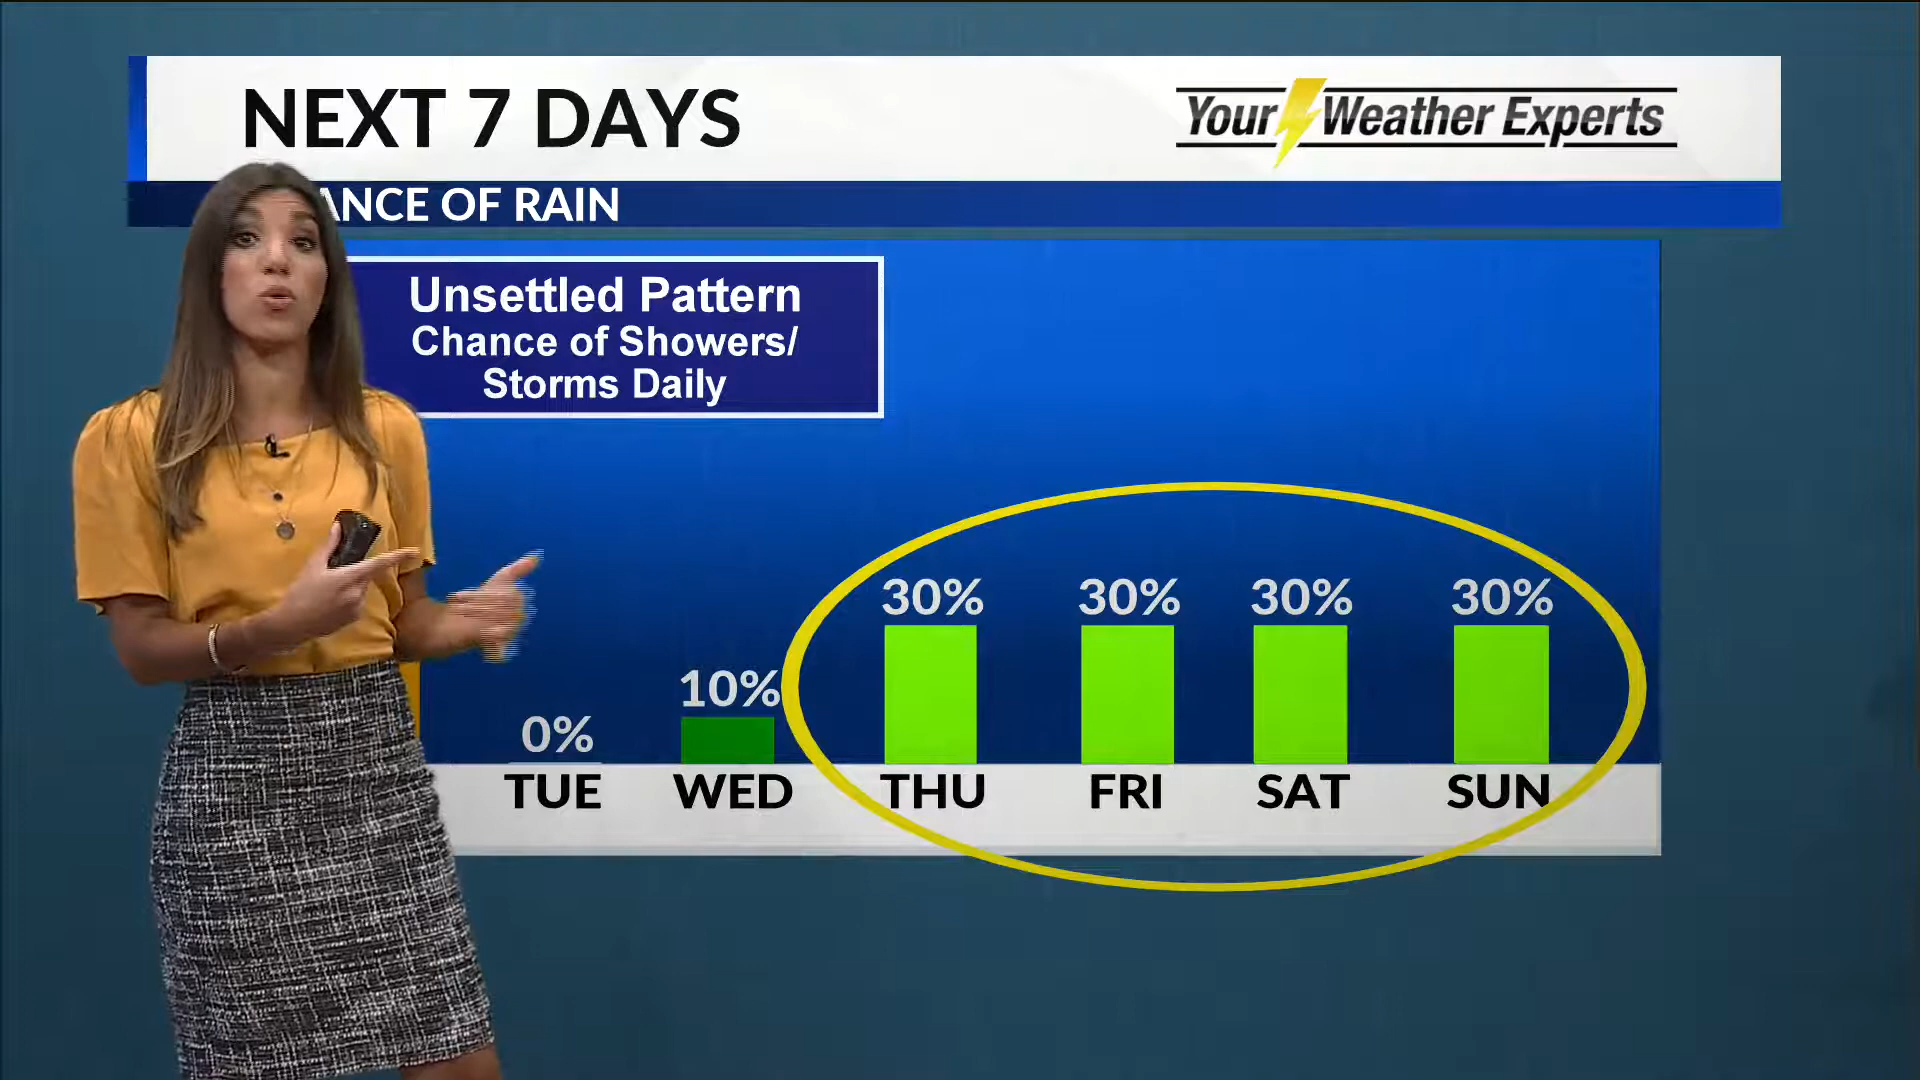 NEXT 7 DAYS
Your Weather Experts
ANCE OF RAIN
Unsettled Pattern
Chance of Showers/
Storms Daily
0% 10% 30% 30% 30% 30%
TUE WED THU FRI SAT SUN